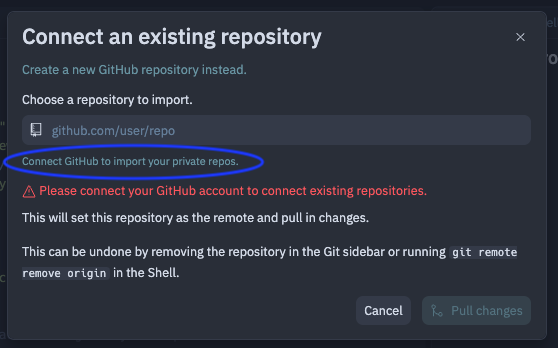 Connect an existing repository
Create a new GitHub repository instead.
Choose a repository to import.
github.com/user/repo
Connect GitHub to import your private repos.
Please connect your GitHub account to connect existing repositories.
This will set this repository as the remote and pull in changes.
This can be undone by removing the repository in the Git sidebar or running git remote
remove origin in the Shell.
Cancel
Pull changes